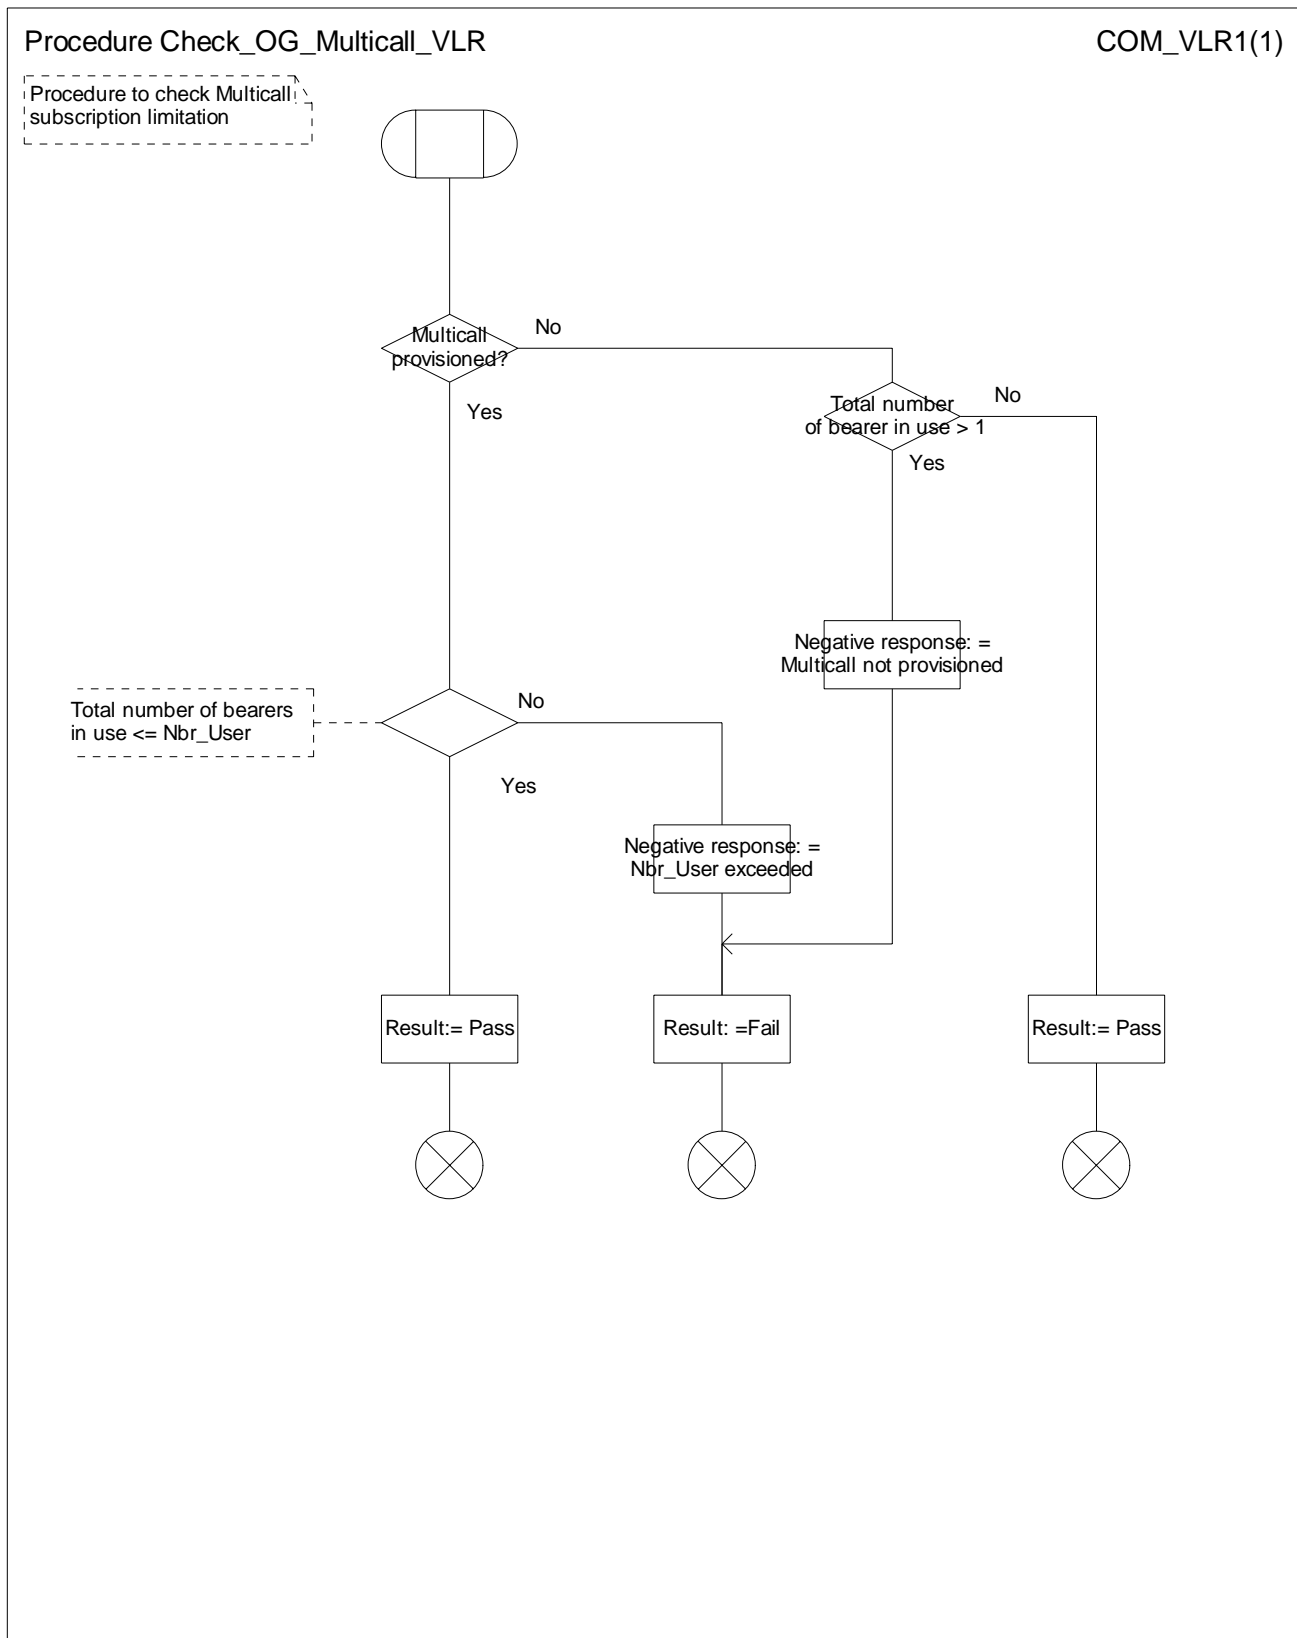 Procedure Check_OG_Multicall_VLR
COM_VLR1(1)
Procedure to check Multicall
subscription limitation
Multicall
provisioned?
No
Yes
Total number
of bearer in use > 1
No
Yes
Negative response: =
Multicall not provisioned
Total number of bearers
in use <= Nbr_User
No
Yes
Negative response: =
Nbr_User exceeded
Result:= Pass
Result: =Fail
Result:= Pass